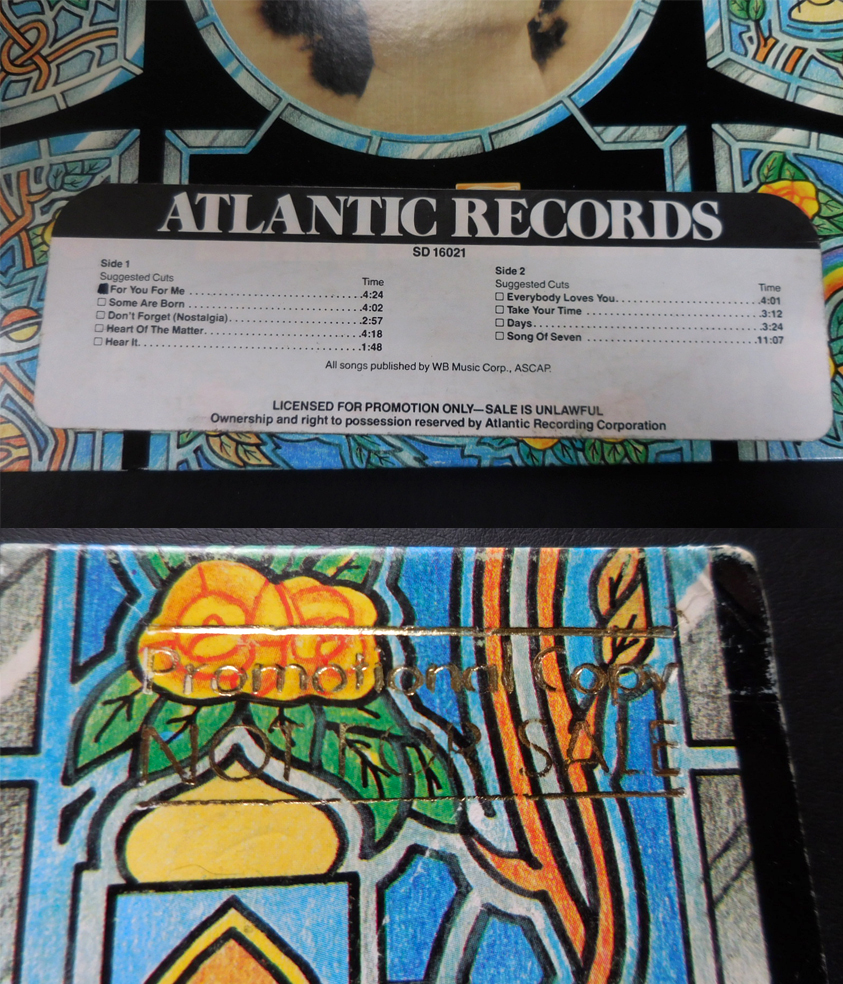 ATLANTIC RECORDS
SD 16021
Side 1
Suggested Cuts Time
For You For Me ........................4:24
Some Are Born ........................4:02
Don't Forget (Nostalgia)........................2:57
Heart Of The Matter........................4:18
Hear It........................1:48
Side 2
Suggested Cuts Time
Everybody Loves You........................4:01
Take Your Time ........................3:12
Days........................3:24
Song Of Seven ........................11:07
All songs published by WB Music Corp., ASCAP.
LICENSED FOR PROMOTION ONLY—SALE IS UNLAWFUL
Ownership and right to possession reserved by Atlantic Recording Corporation
Promotional Copy
NOT FOR SALE